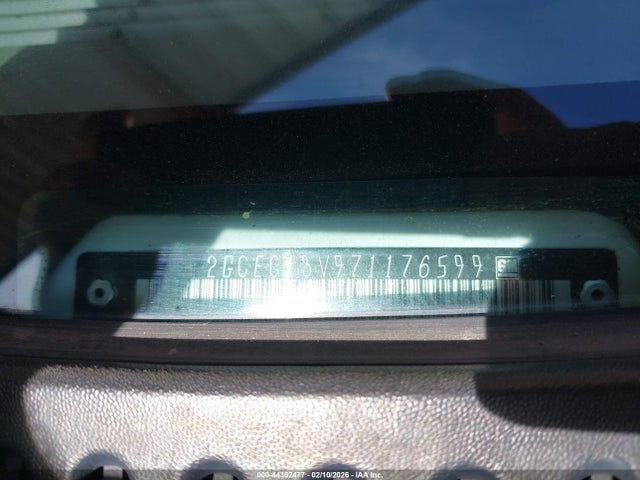 2GCEC13V971176599
000-44382477 - 02/10/2026 - IAA Inc.